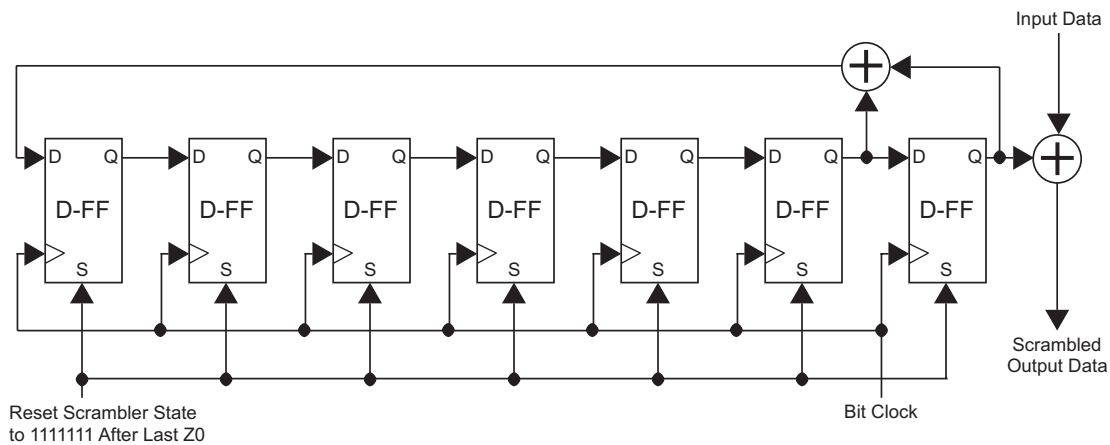 Input Data
D Q D Q D Q D Q D Q D Q D Q
D-FF D-FF D-FF D-FF D-FF D-FF D-FF
S S S S S S S
Scrambled
Output Data
Reset Scrambler State
to 1111111 After Last Z0
Bit Clock